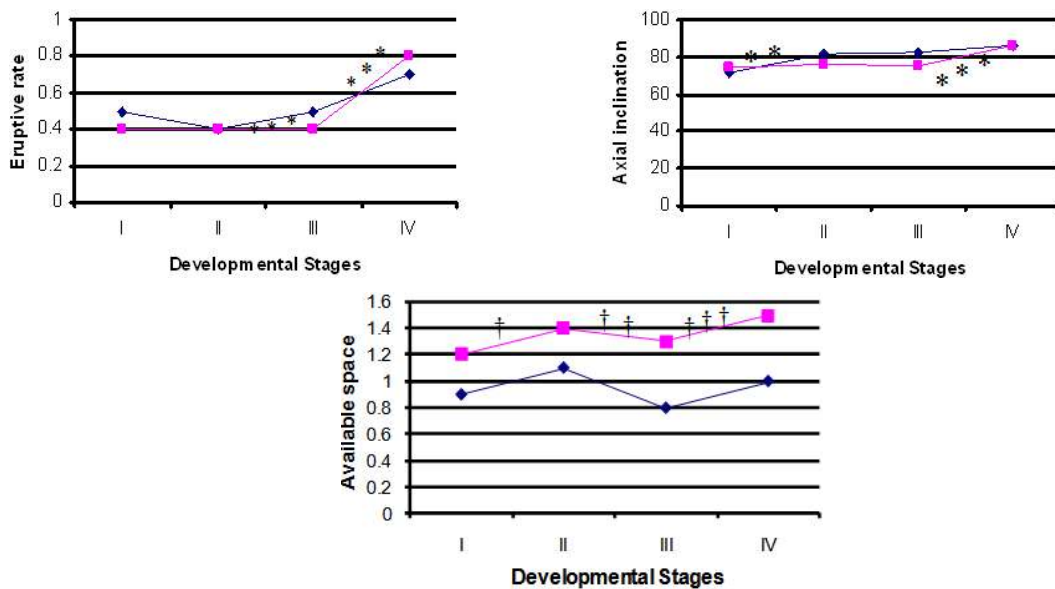 Eruptive rate
1
0.8
0.6
0.4
0.2
0
* * *
* * *
I II III IV
Developmental Stages
Axial inclination
100
80
60
40
20
0
* *
* * *
I II III IV
Developmental Stages
Available space
1.6
1.4
1.2
1
0.8
0.6
0.4
0.2
0
† † † † † †
I II III IV
Developmental Stages